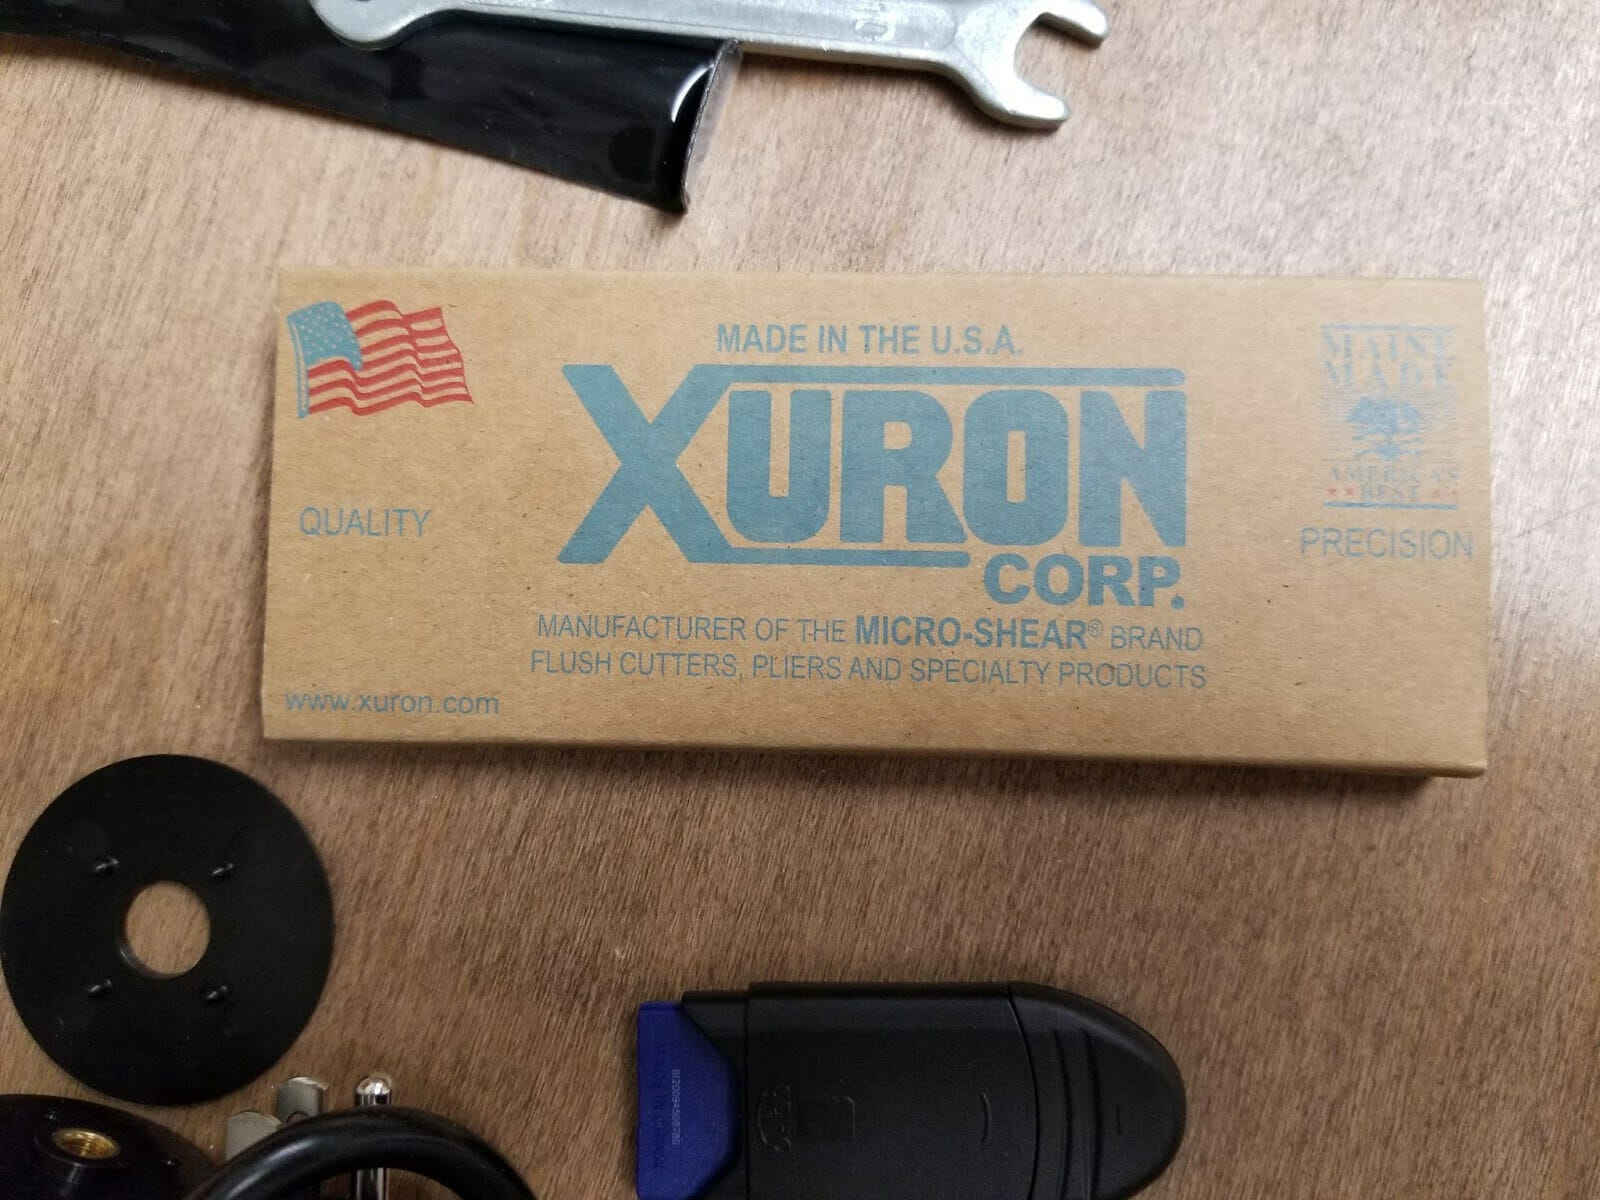 MADE IN THE U.S.A.
XURON
CORP.
MANUFACTURER OF THE MICRO-SHEAR® BRAND
FLUSH CUTTERS, PLIERS AND SPECIALTY PRODUCTS
QUALITY
www.xuron.com
MAINE
MADE
AMERICA'S
BEST
PRECISION